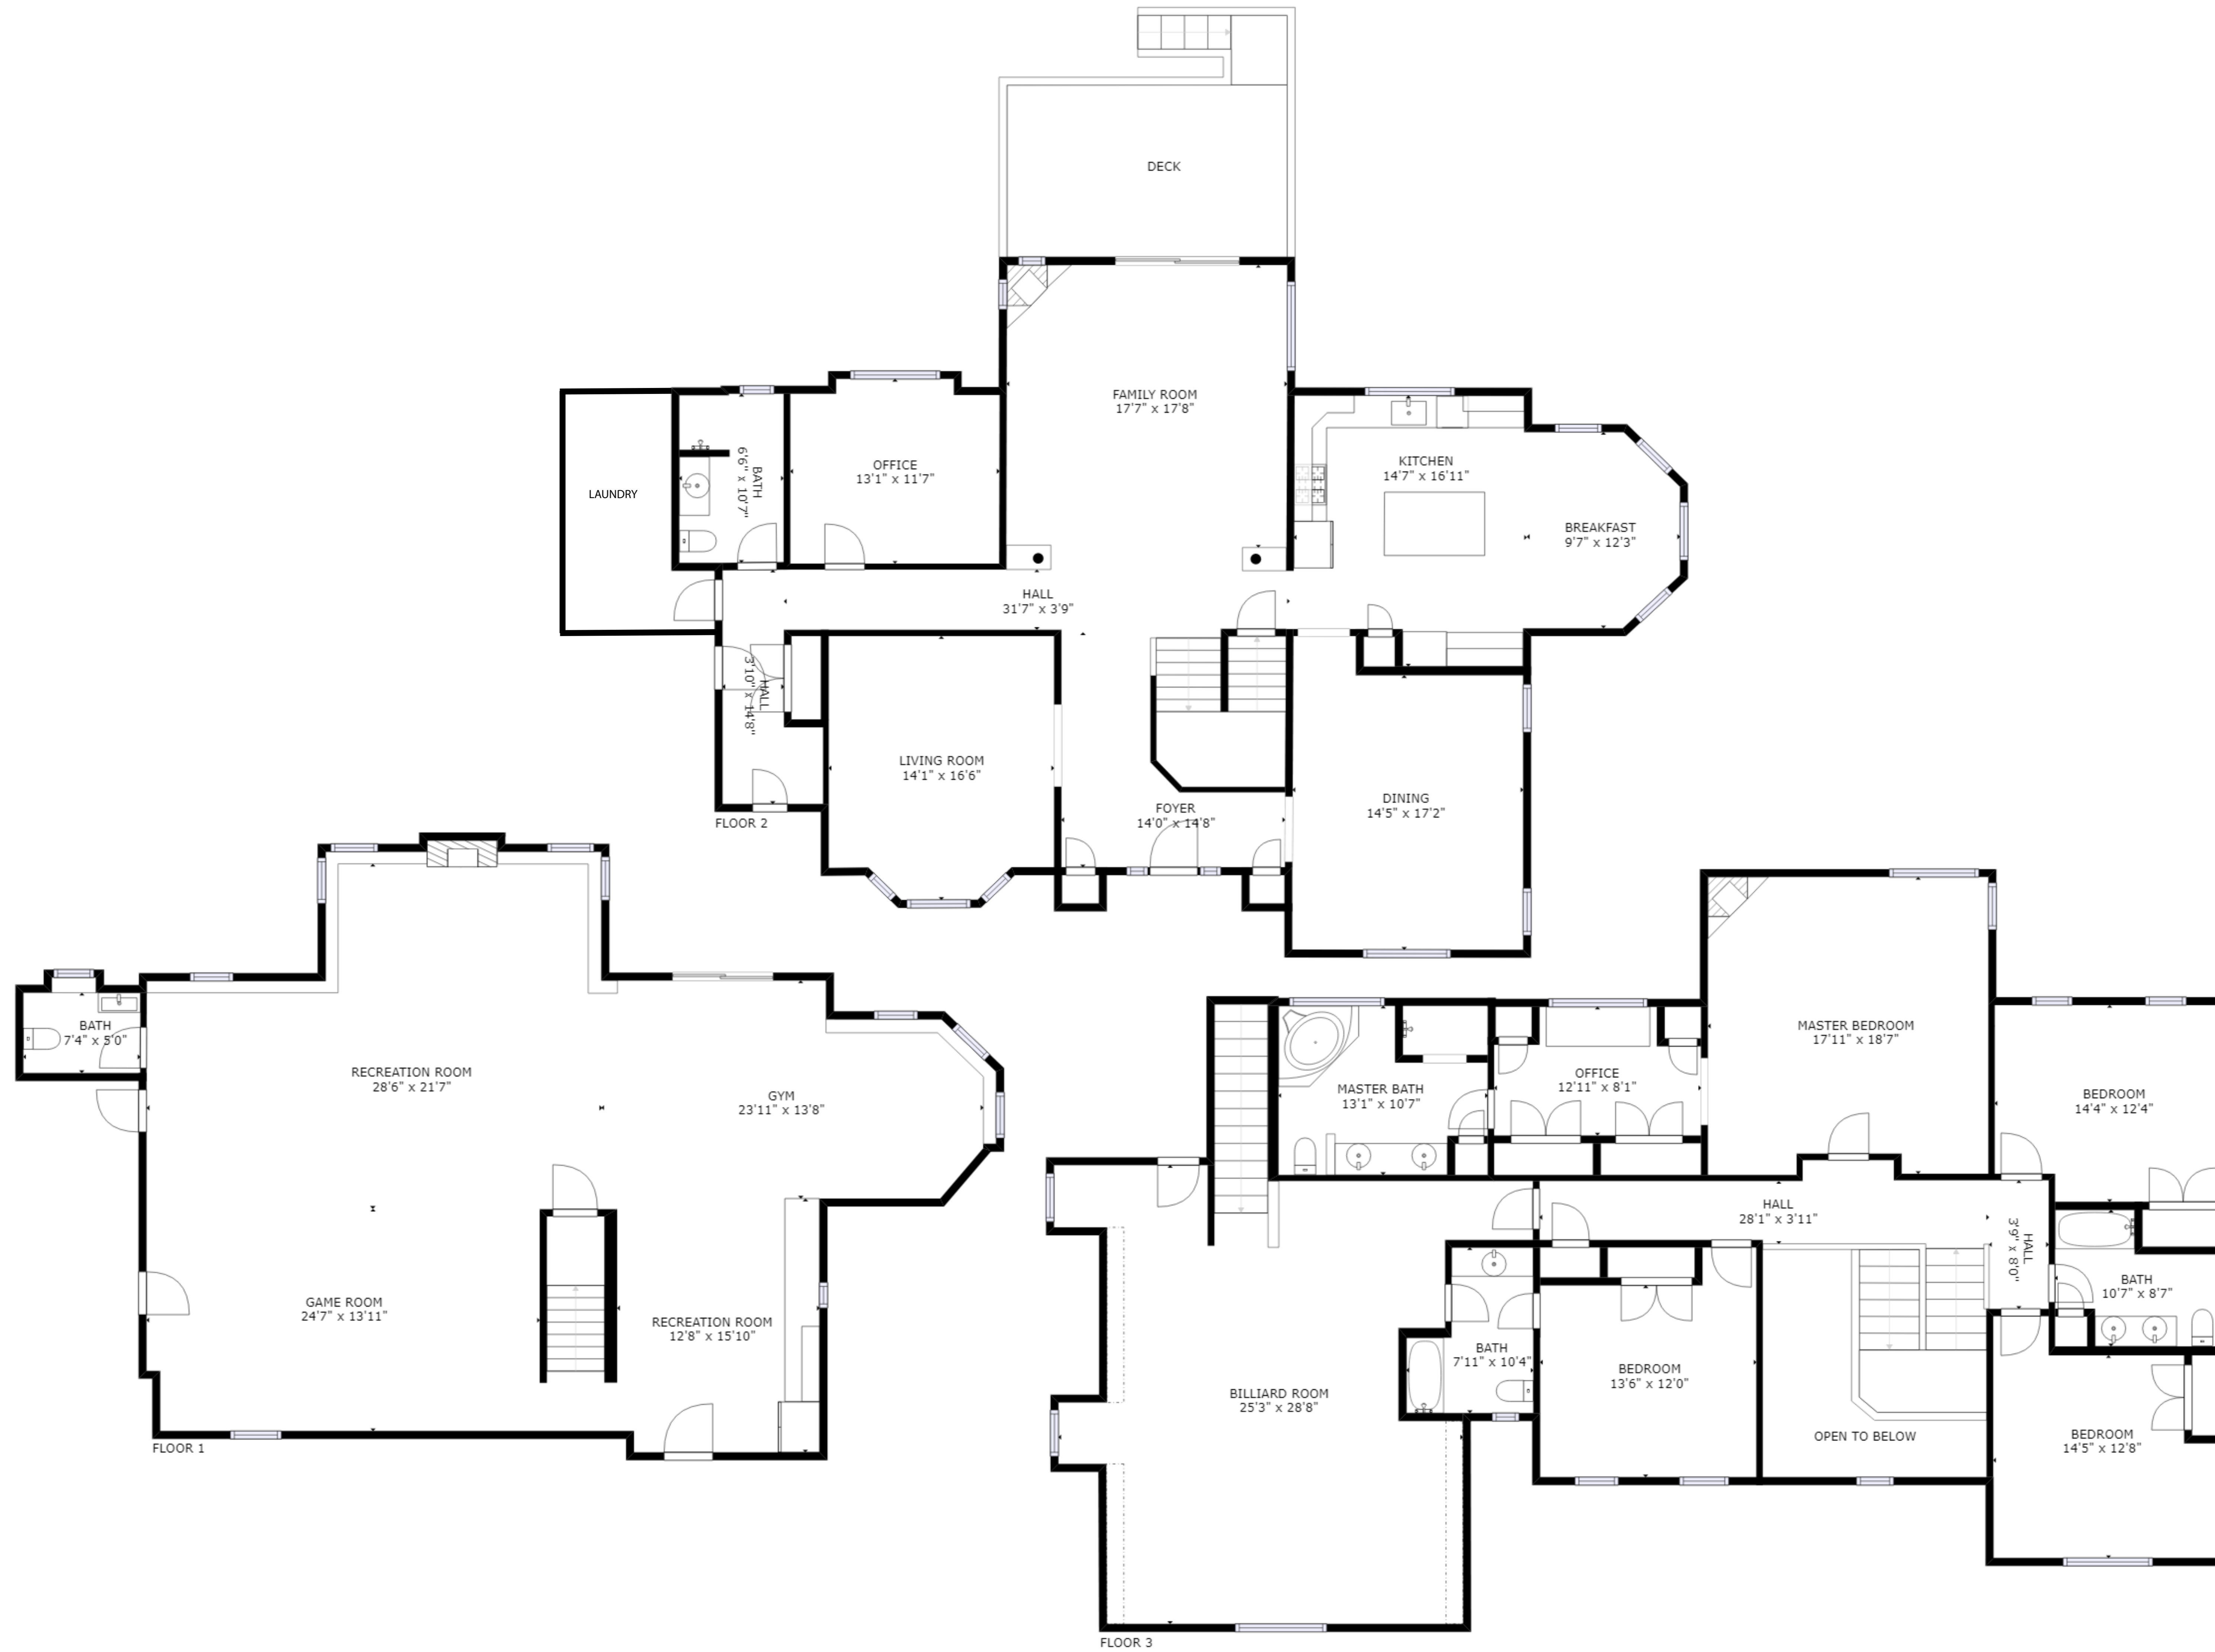 DECK
FAMILY ROOM
17'7" x 17'8"
LAUNDRY
BATH
6'6" x 10'7"
OFFICE
13'1" x 11'7"
KITCHEN
14'7" x 16'11"
BREAKFAST
9'7" x 12'3"
HALL
31'7" x 3'9"
HALL
3'10" x 14'8"
LIVING ROOM
14'1" x 16'6"
FOYER
14'0" x 14'8"
DINING
14'5" x 17'2"
FLOOR 2
BATH
7'4" x 5'0"
RECREATION ROOM
28'6" x 21'7"
GYM
23'11" x 13'8"
GAME ROOM
24'7" x 13'11"
RECREATION ROOM
12'8" x 15'10"
FLOOR 1
MASTER BATH
13'1" x 10'7"
OFFICE
12'11" x 8'1"
MASTER BEDROOM
17'11" x 18'7"
BEDROOM
14'4" x 12'4"
HALL
28'1" x 3'11"
HALL
3'9" x 8'0"
BATH
10'7" x 8'7"
BATH
7'11" x 10'4"
BEDROOM
13'6" x 12'0"
BILLIARD ROOM
25'3" x 28'8"
OPEN TO BELOW
BEDROOM
14'5" x 12'8"
FLOOR 3